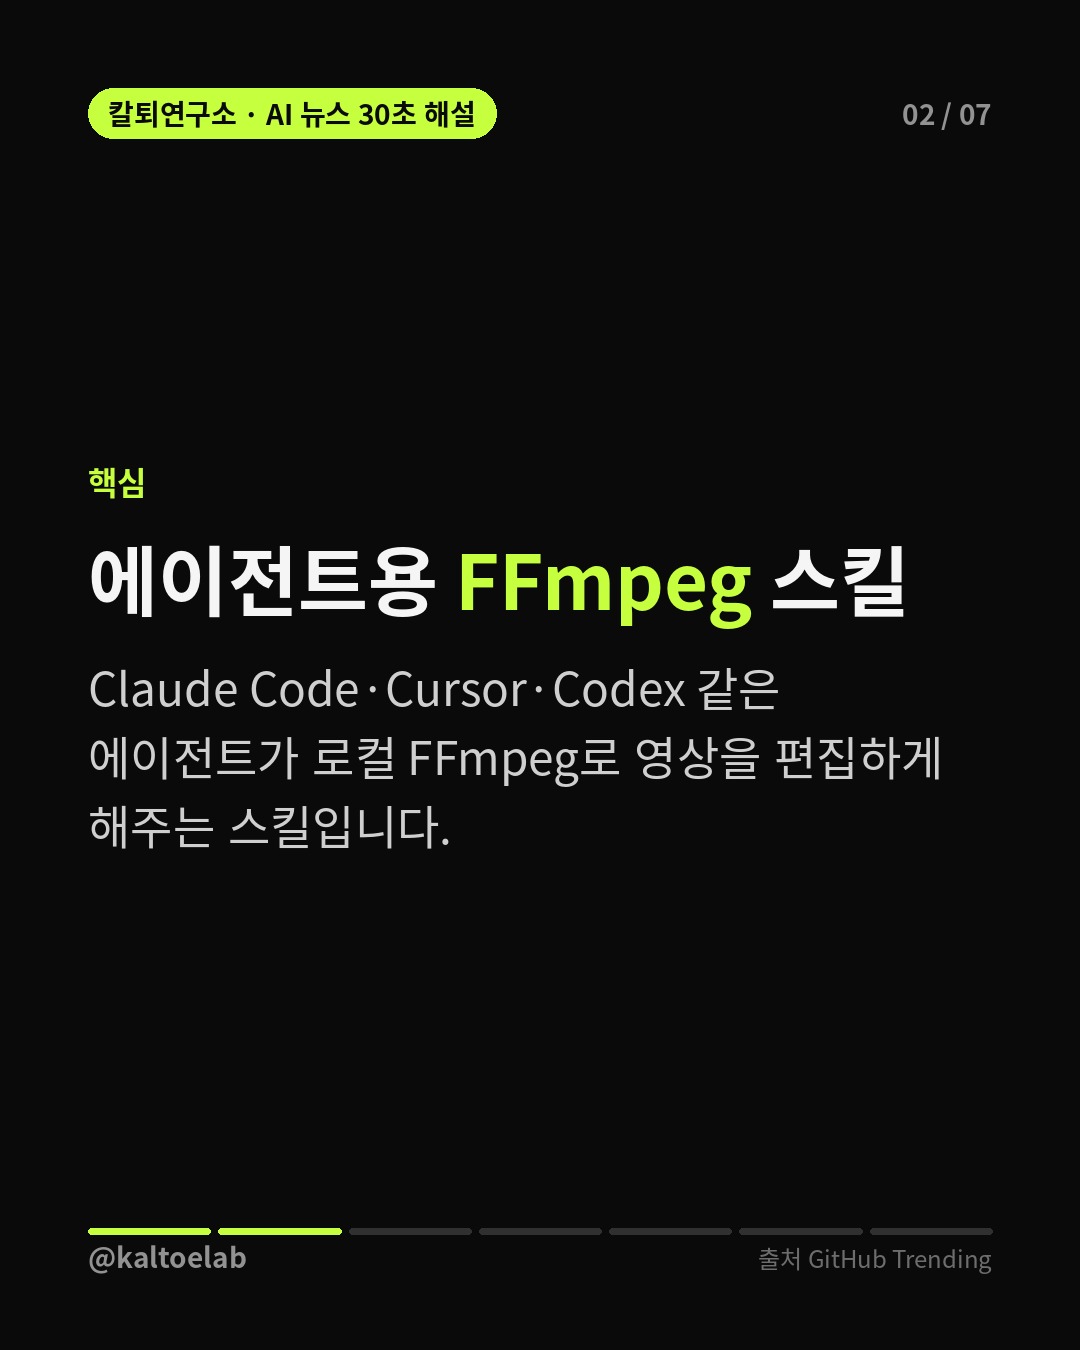 칼퇴연구소 · AI 뉴스 30초 해설
02 / 07
핵심
에이전트용 FFmpeg 스킬
Claude Code·Cursor·Codex 같은
에이전트가 로컬 FFmpeg로 영상을 편집하게
해주는 스킬입니다.
@kaltoelab
출처 GitHub Trending